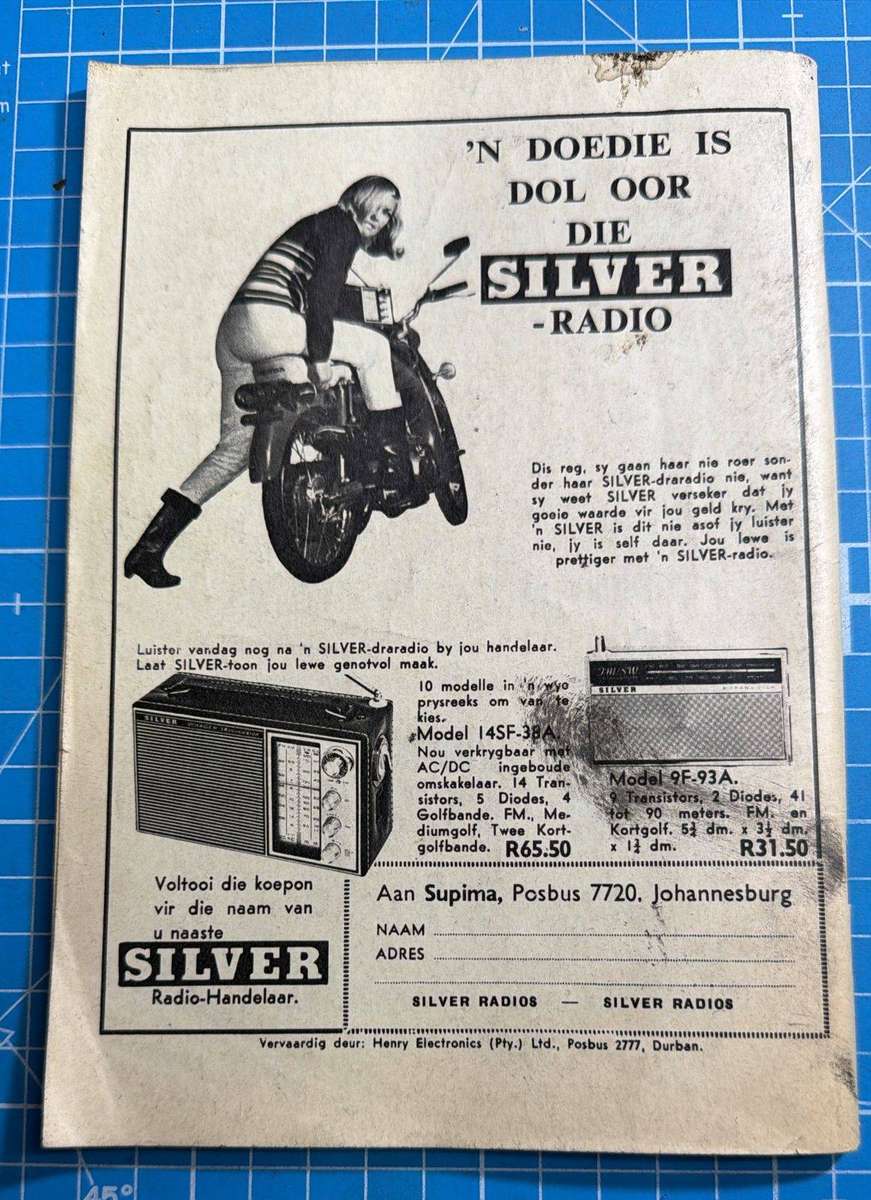 'N DOEDIE IS
DOL OOR
DIE
SILVER
-RADIO
Dis reg, sy gaan haar nie roer son-
der haar SILVER-draradio nie, want
sy weet SILVER verseker dat jy
goeie waarde vir jou geld kry. Met
'n SILVER is dit nie asof jy luister
nie, jy is self daar. Jou lewe is
prettiger met 'n SILVER-radio.
Luister vandag nog na 'n SILVER-draradio by jou handelaar.
Laat SILVER-toon jou lewe genotvol maak.
SILVER
10 modelle in 'n wye
prysreeks om van te
kies.
Model 14SF-38A.
Nou verkrygbaar met
AC/DC ingeboude
omskakelaar. 14 Tran-
sistors, 5 Diodes, 4
Golfbande. FM., Me-
diumgolf, Twee Kort-
golfbande. R65.50
FM/SW
SILVER
Model 9F-93A.
9 Transistors, 2 Diodes, 41
tot 90 meters. FM. en
Kortgolf. 5¾ dm. x 3½ dm.
x 1¾ dm. R31.50
Voltooi die koepon
vir die naam van
u naaste
SILVER
Radio-Handelaar.
Aan Supima, Posbus 7720, Johannesburg
NAAM
ADRES
SILVER RADIOS — SILVER RADIOS
Vervaardig deur: Henry Electronics (Pty.) Ltd., Posbus 2777, Durban.
45°